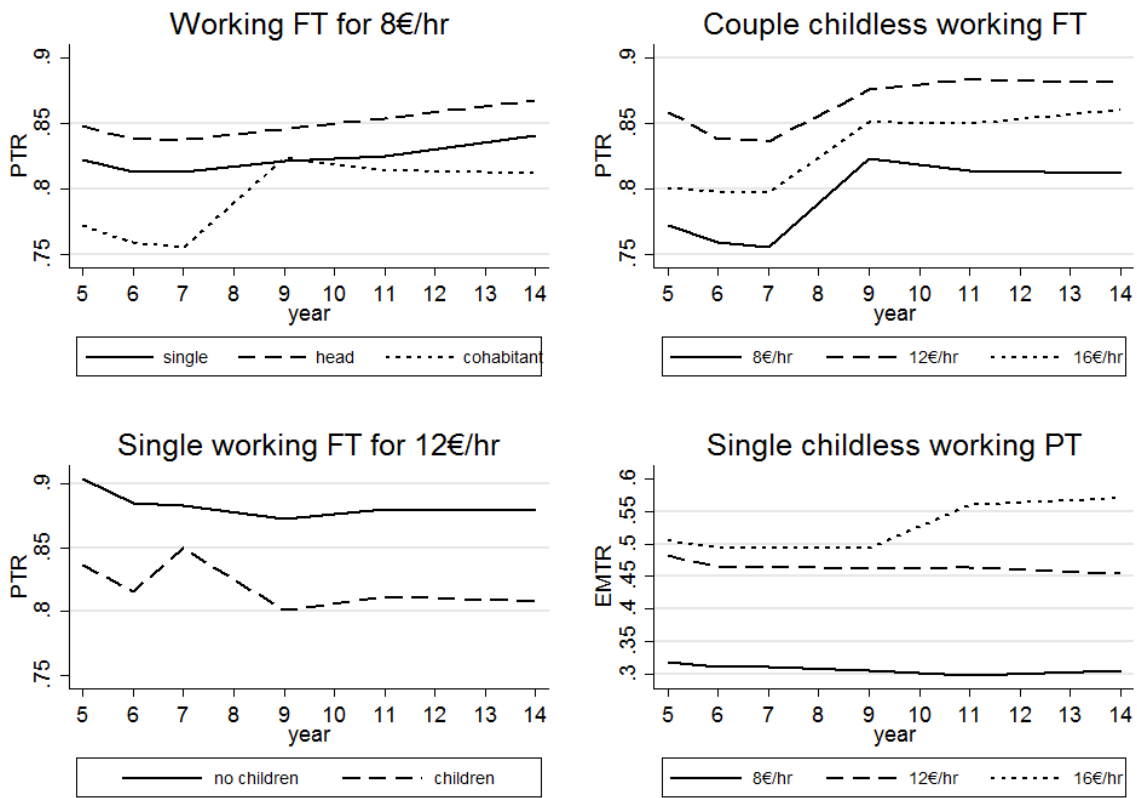 Working FT for 8€/hr
PTR
.9
.85
.8
.75
5 6 7 8 9 10 11 12 13 14
year
single head cohabitant
Couple childless working FT
PTR
.9
.85
.8
.75
5 6 7 8 9 10 11 12 13 14
year
8€/hr 12€/hr 16€/hr
Single working FT for 12€/hr
PTR
.9
.85
.8
.75
5 6 7 8 9 10 11 12 13 14
year
no children children
Single childless working PT
EMTR
.6
.55
.5
.45
.4
.35
.3
5 6 7 8 9 10 11 12 13 14
year
8€/hr 12€/hr 16€/hr